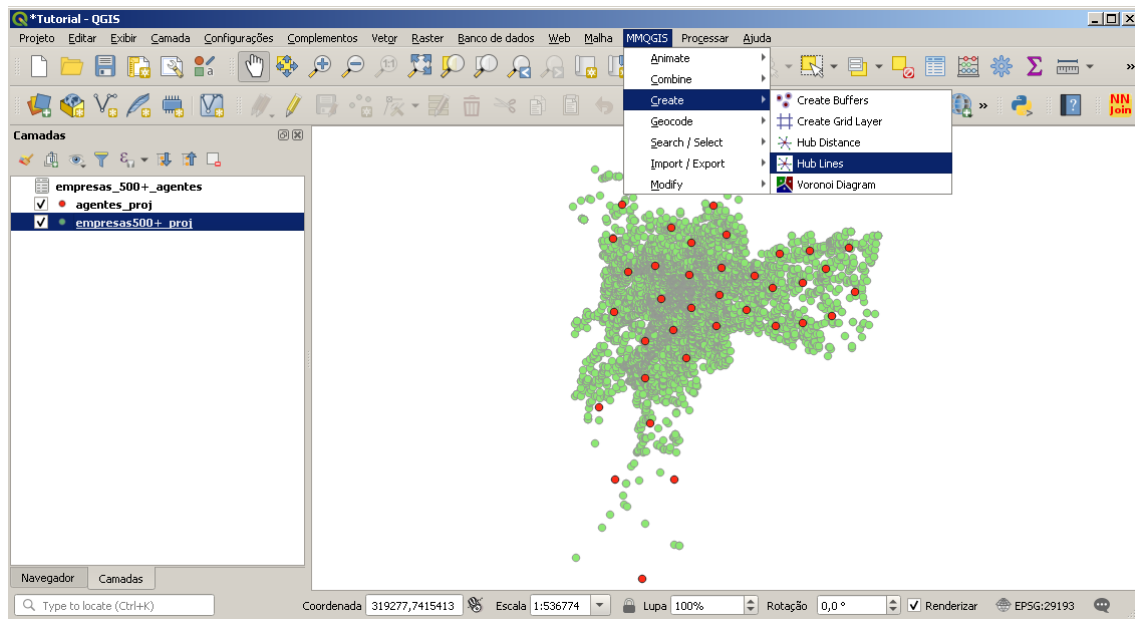 *Tutorial - QGIS
Projeto Editar Exibir Camada Configurações Complementos Vetor Raster Banco de dados Web Malha MMQGIS Processar Ajuda
Animate
Combine
Create
Geocode
Search / Select
Import / Export
Modify
Create Buffers
Create Grid Layer
Hub Distance
Hub Lines
Voronoi Diagram
NN
Join
Camadas
empresas_500+_agentes
agentes_proj
empresas500+_proj
Navegador Camadas
Type to locate (Ctrl+K) Coordenada 319277,7415413 Escala 1:536774 Lupa 100% Rotação 0,0 ° Renderizar EPSG:29193